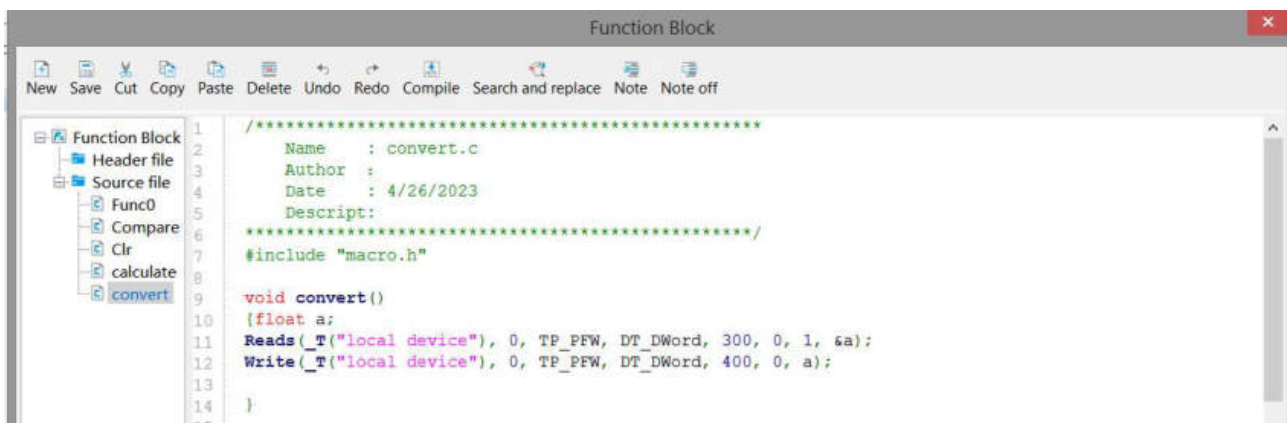 Function Block
New Save Cut Copy Paste Delete Undo Redo Compile Search and replace Note Note off
Function Block
Header file
Source file
Func0
Compare
Clr
calculate
convert
1 /**************************************************
2 Name : convert.c
3 Author :
4 Date : 4/26/2023
5 Descript:
6 **************************************************/
7 #include "macro.h"
8
9 void convert()
10 {float a;
11 Reads(_T("local device"), 0, TP_PFW, DT_DWord, 300, 0, 1, &a);
12 Write(_T("local device"), 0, TP_PFW, DT_DWord, 400, 0, a);
13
14 }